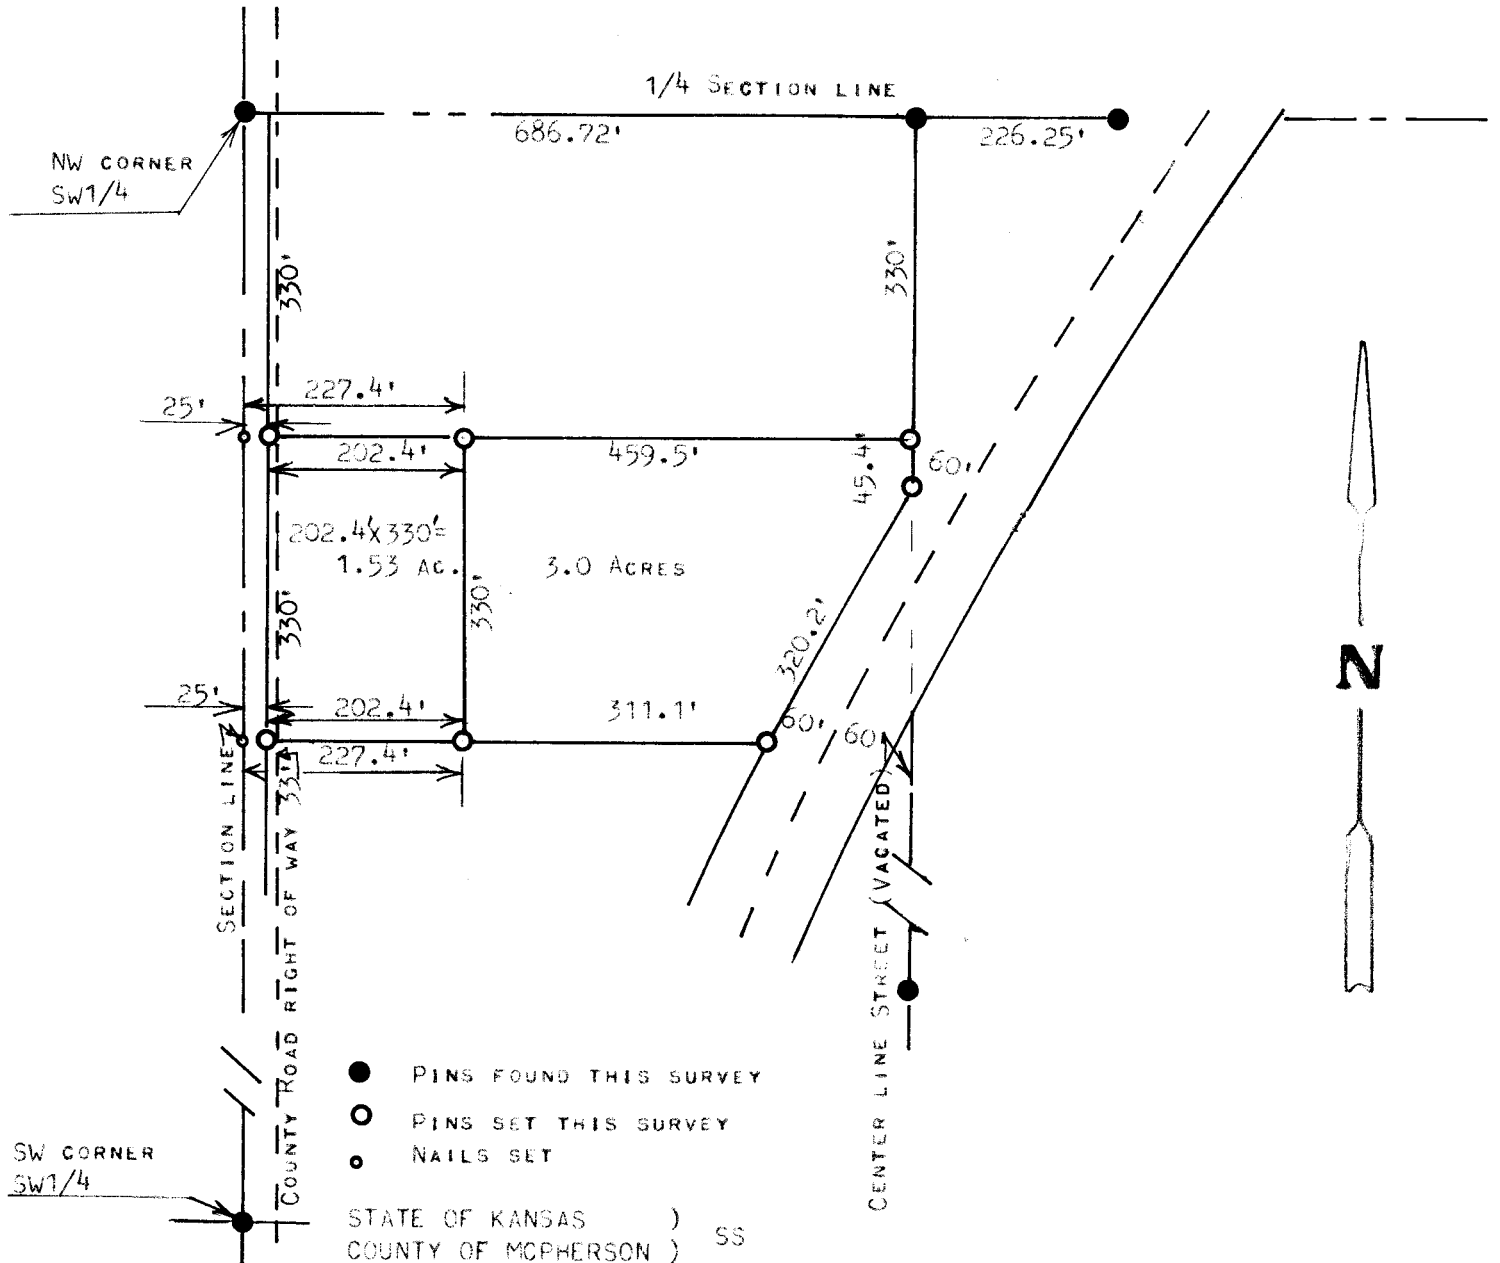 1/4 SECTION LINE
686.72'
226.25'
NW CORNER
SW1/4
330'
330'
227.4'
25'
202.4'
459.5'
45.4'
60'
202.4'x330'=
1.53 AC.
3.0 ACRES
330'
330'
320.2'
N
25'
202.4'
311.1'
60'
60'
227.4'
33'
SECTION LINE
COUNTY ROAD RIGHT OF WAY
CENTER LINE STREET (VACATED)
PINS FOUND THIS SURVEY
PINS SET THIS SURVEY
NAILS SET
SW CORNER
SW1/4
STATE OF KANSAS )
COUNTY OF MCPHERSON ) SS